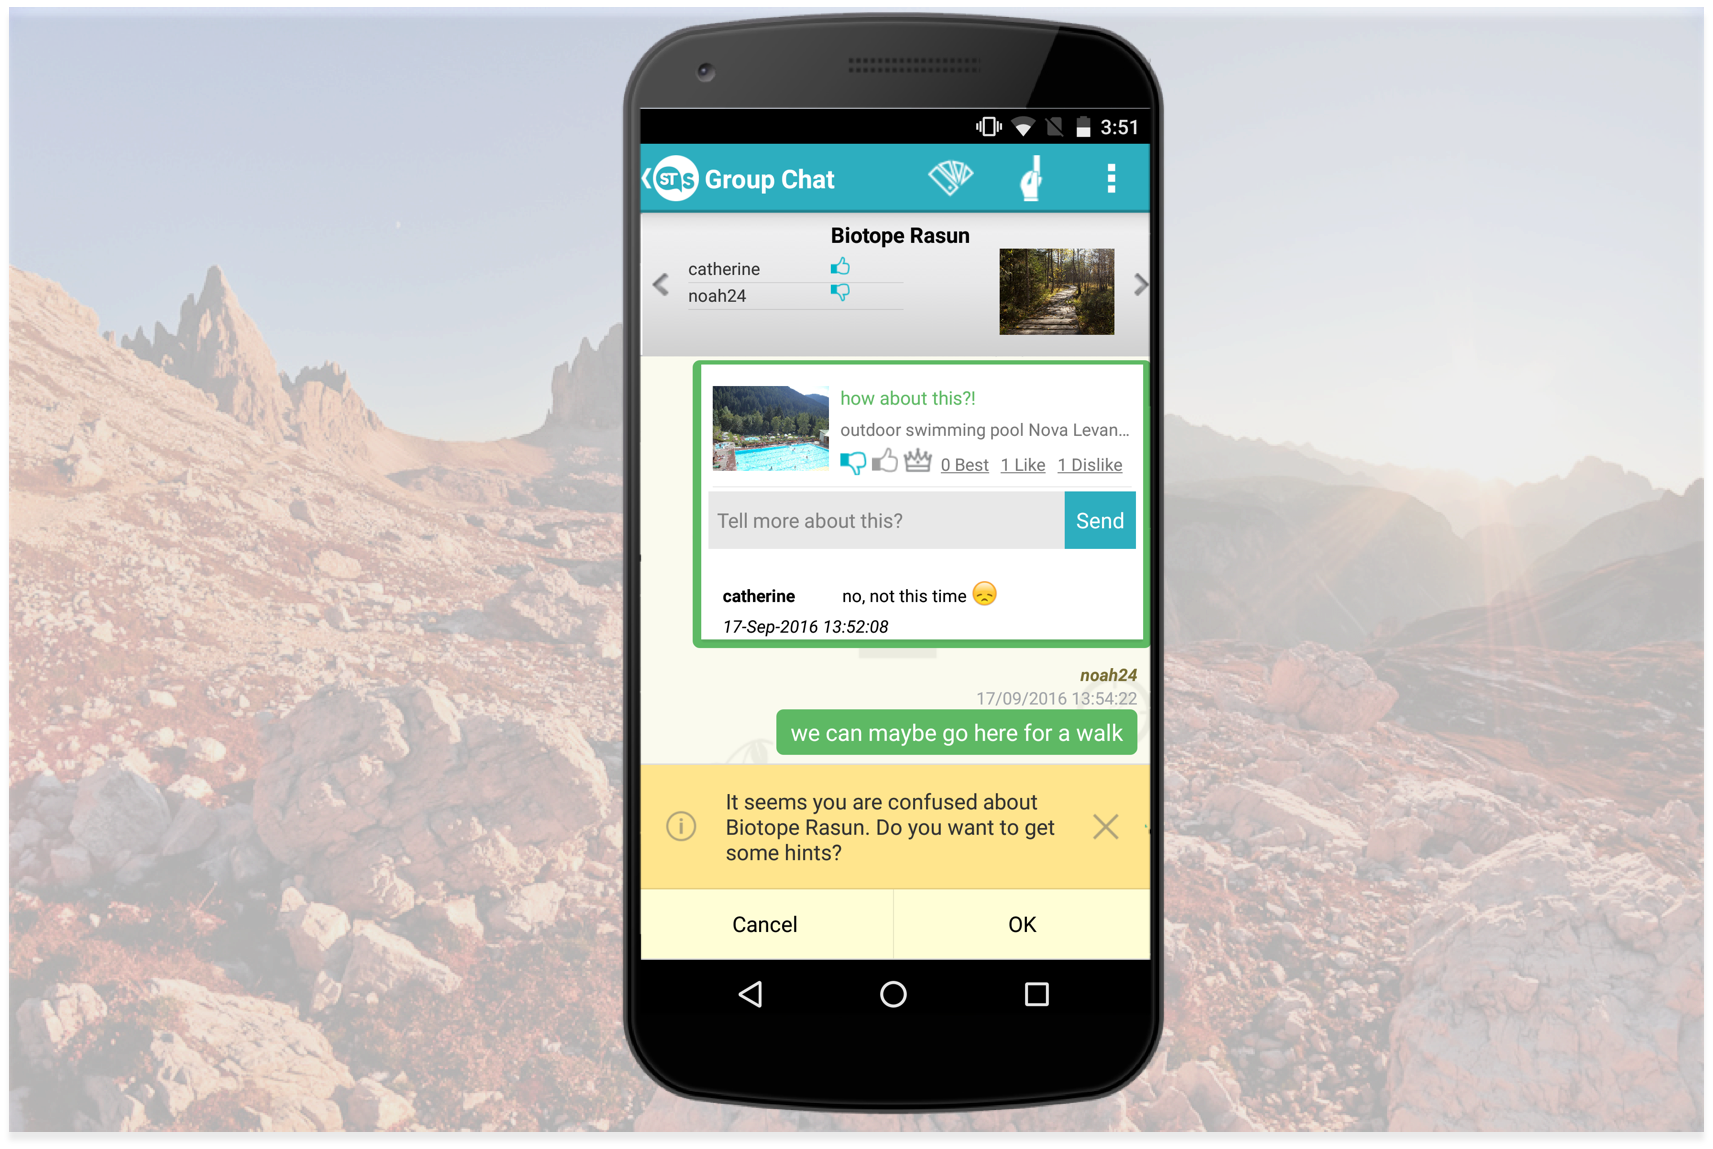 3:51
STS Group Chat
Biotope Rasun
catherine
noah24
how about this?!
outdoor swimming pool Nova Levan...
0 Best 1 Like 1 Dislike
Tell more about this?
Send
catherine no, not this time
17-Sep-2016 13:52:08
noah24
17/09/2016 13:54:22
we can maybe go here for a walk
It seems you are confused about
Biotope Rasun. Do you want to get
some hints?
Cancel
OK